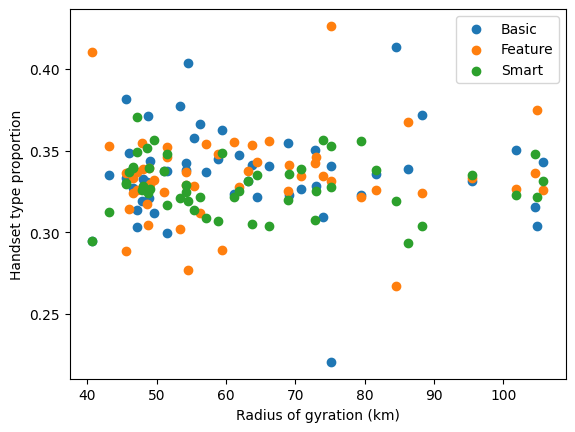 Basic
Feature
Smart
0.40
0.35
0.30
0.25
Handset type proportion
40 50 60 70 80 90 100
Radius of gyration (km)